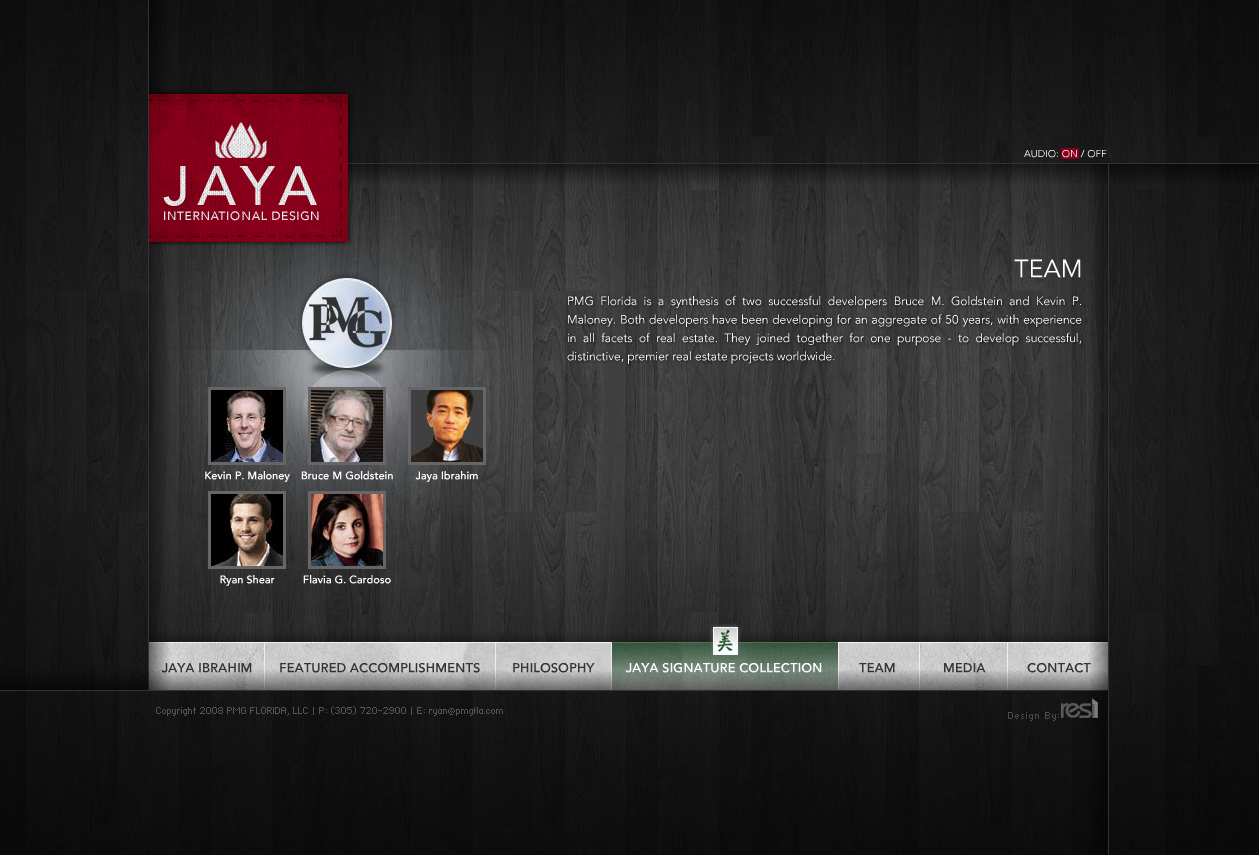 JAYA
INTERNATIONAL DESIGN
AUDIO: ON / OFF
PMG
TEAM
PMG Florida is a synthesis of two successful developers Bruce M. Goldstein and Kevin P.
Maloney. Both developers have been developing for an aggregate of 50 years, with experience
in all facets of real estate. They joined together for one purpose - to develop successful,
distinctive, premier real estate projects worldwide.
Kevin P. Maloney
Bruce M Goldstein
Jaya Ibrahim
Ryan Shear
Flavia G. Cardoso
美
JAYA IBRAHIM
FEATURED ACCOMPLISHMENTS
PHILOSOPHY
JAYA SIGNATURE COLLECTION
TEAM
MEDIA
CONTACT
Copyright 2008 PMG FLORIDA, LLC | P: (305) 720-2900 | E: ryan@pmgfla.com
Design By: res1